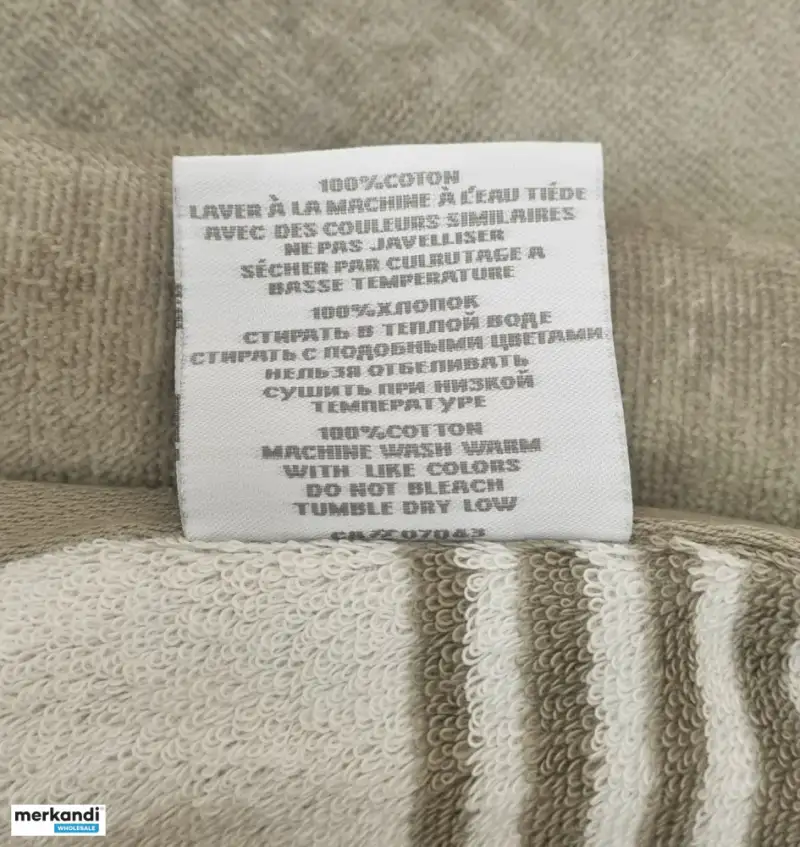 100%COTON
LAVER À LA MACHINE À L'EAU TIÉDE
AVEC DES COULEURS SIMILAIRES
NE PAS JAVELLISER
SÉCHER PAR CULBUTAGE A
BASSE TEMPERATURE
100%ХЛОПОК
СТИРАТЬ В ТЕПЛОЙ ВОДЕ
СТИРАТЬ С ПОДОБНЫМИ ЦВЕТАМИ
НЕЛЬЗЯ ОТБЕЛИВАТЬ
СУШИТЬ ПРИ НИЗКОЙ
ТЕМПЕРАТУРЕ
100%COTTON
MACHINE WASH WARM
WITH LIKE COLORS
DO NOT BLEACH
TUMBLE DRY LOW
merkandi
WHOLESALE